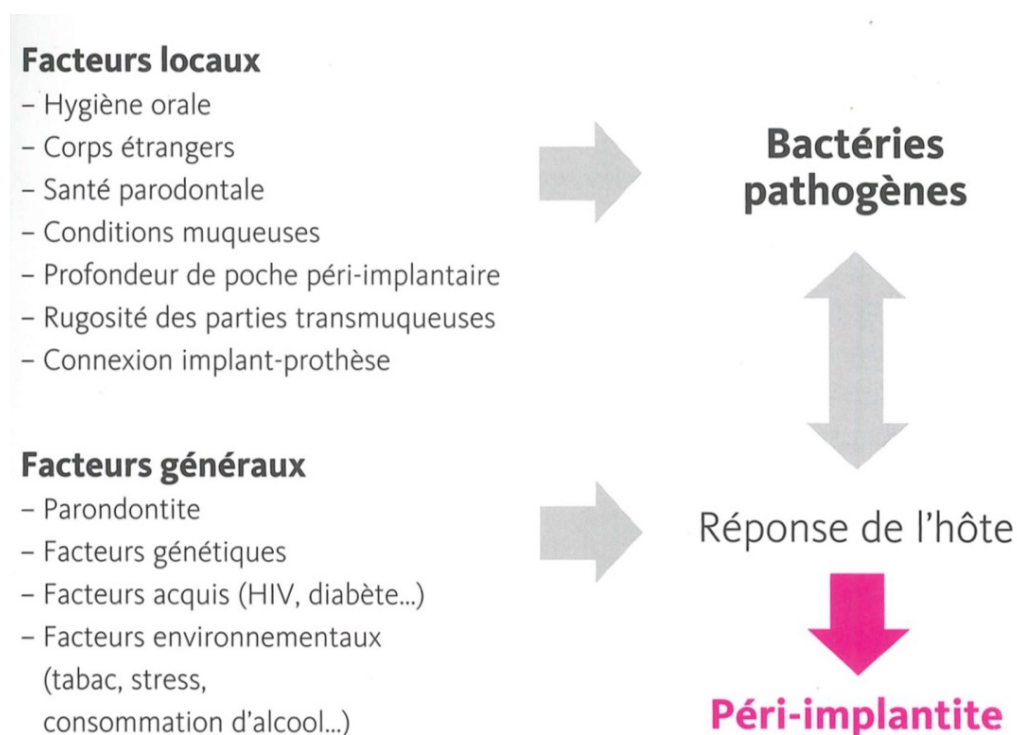 Facteurs locaux
– Hygiène orale
– Corps étrangers
– Santé parodontale
– Conditions muqueuses
– Profondeur de poche péri-implantaire
– Rugosité des parties transmuqueuses
– Connexion implant-prothèse
Bactéries
pathogènes
Facteurs généraux
– Parondontite
– Facteurs génétiques
– Facteurs acquis (HIV, diabète...)
– Facteurs environnementaux
(tabac, stress,
consommation d'alcool...)
Réponse de l'hôte
Péri-implantite